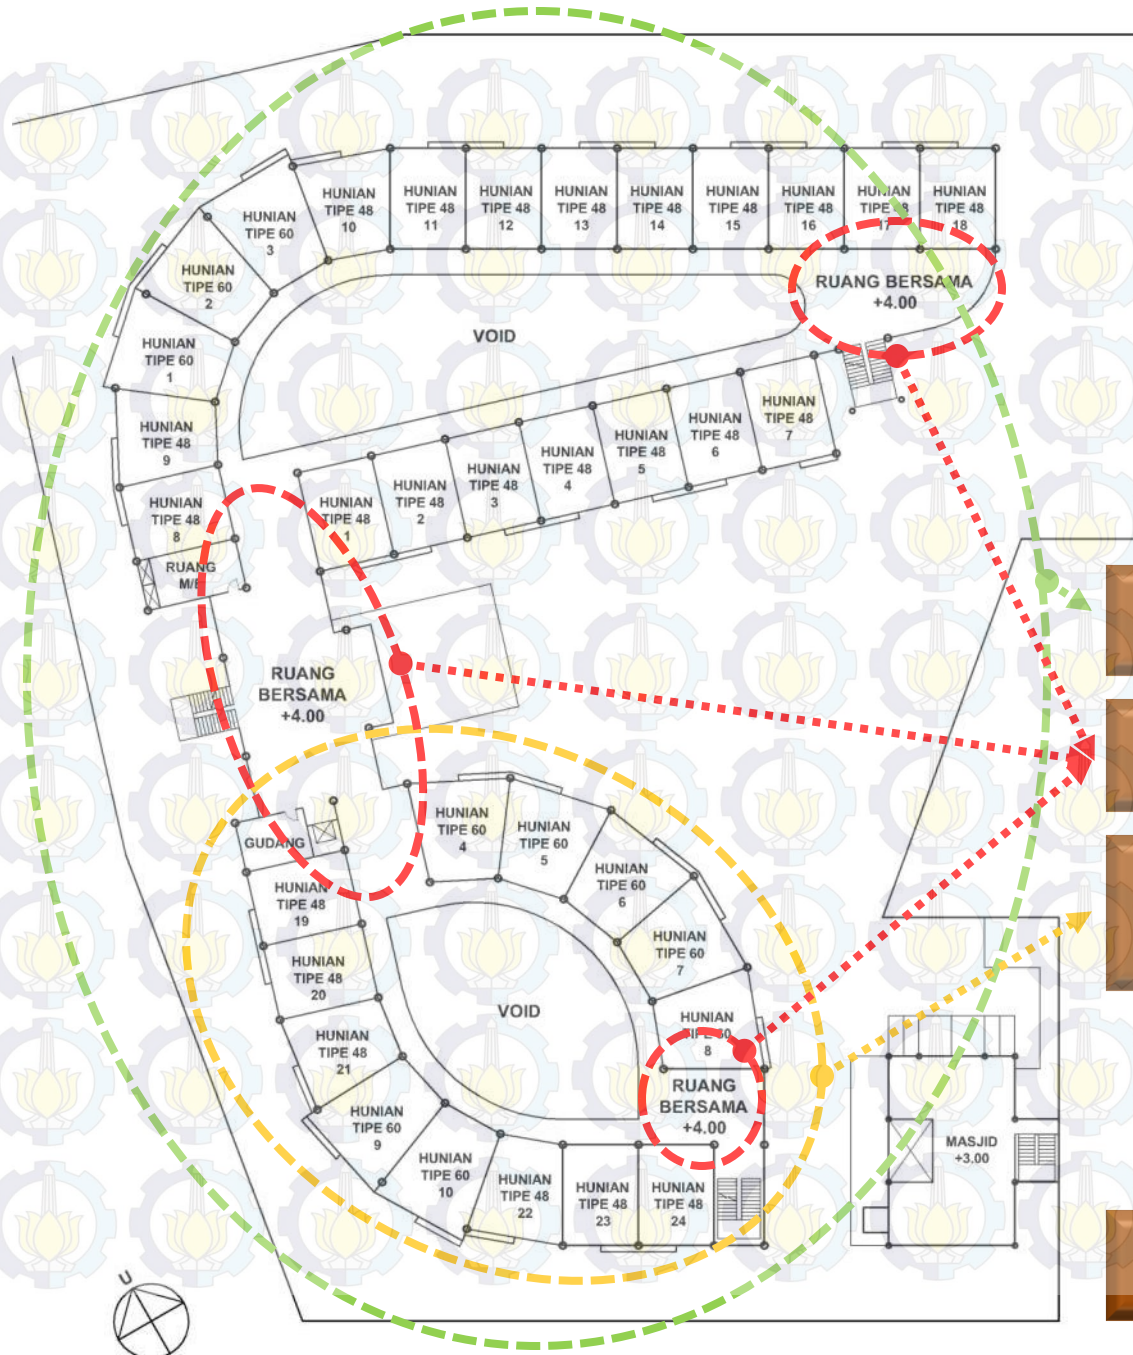 HUNIAN
TIPE 48
10
HUNIAN
TIPE 48
11
HUNIAN
TIPE 48
12
HUNIAN
TIPE 48
13
HUNIAN
TIPE 48
14
HUNIAN
TIPE 48
15
HUNIAN
TIPE 48
16
HUNIAN
TIPE 48
17
HUNIAN
TIPE 48
18
HUNIAN
TIPE 60
3
HUNIAN
TIPE 60
2
HUNIAN
TIPE 60
1
HUNIAN
TIPE 48
9
HUNIAN
TIPE 48
8
RUANG
M/E
RUANG BERSAMA
+4.00
VOID
HUNIAN
TIPE 48
1
HUNIAN
TIPE 48
2
HUNIAN
TIPE 48
3
HUNIAN
TIPE 48
4
HUNIAN
TIPE 48
5
HUNIAN
TIPE 48
6
HUNIAN
TIPE 48
7
RUANG
BERSAMA
+4.00
GUDANG
HUNIAN
TIPE 60
4
HUNIAN
TIPE 60
5
HUNIAN
TIPE 60
6
HUNIAN
TIPE 60
7
HUNIAN
TIPE 60
8
HUNIAN
TIPE 48
19
HUNIAN
TIPE 48
20
HUNIAN
TIPE 48
21
VOID
RUANG
BERSAMA
+4.00
HUNIAN
TIPE 60
9
HUNIAN
TIPE 60
10
HUNIAN
TIPE 48
22
HUNIAN
TIPE 48
23
HUNIAN
TIPE 48
24
MASJID
+3.00
U